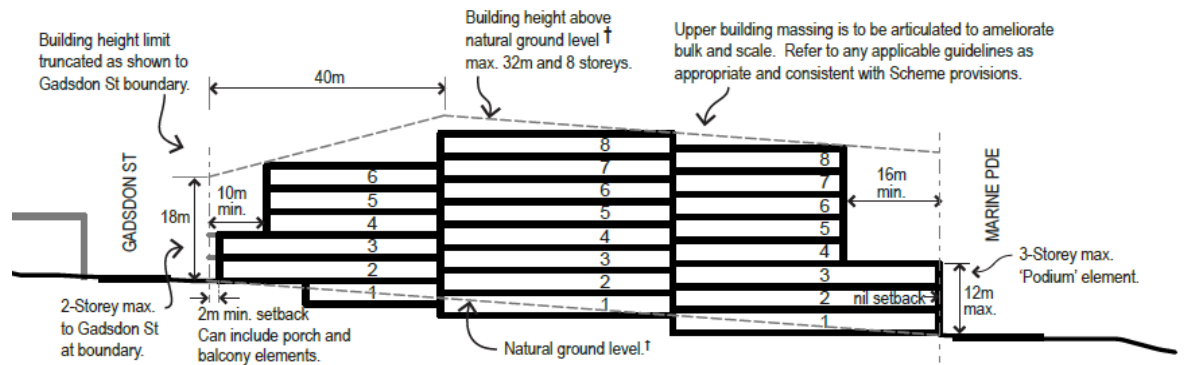 Building height limit
truncated as shown to
Gadsdon St boundary.
40m
Building height above
natural ground level †
max. 32m and 8 storeys.
Upper building massing is to be articulated to ameliorate
bulk and scale. Refer to any applicable guidelines as
appropriate and consistent with Scheme provisions.
GADSDON ST
18m
10m
min.
6
5
4
3
2
1
8
7
6
5
4
3
2
1
8
7
6
5
4
3
2
1
nil setback
16m
min.
12m
max.
MARINE PDE
3-Storey max.
'Podium' element.
2-Storey max.
to Gadsdon St
at boundary.
2m min. setback
Can include porch and
balcony elements.
Natural ground level.†